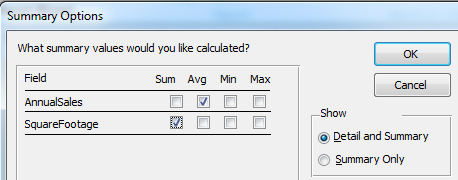 Summary Options
What summary values would you like calculated?
OK
Cancel
Field Sum Avg Min Max
AnnualSales
SquareFootage
Show
Detail and Summary
Summary Only